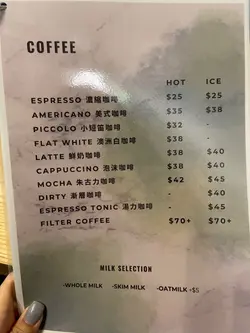 COFFEE
HOT ICE
ESPRESSO 濃縮咖啡 $25 $25
AMERICANO 美式咖啡 $35 $38
PICCOLO 小短笛咖啡 $32 -
FLAT WHITE 澳洲白咖啡 $38 -
LATTE 鮮奶咖啡 $38 $40
CAPPUCCINO 泡沫咖啡 $38 $40
MOCHA 朱古力咖啡 $42 $45
DIRTY 漸層咖啡 - $40
ESPRESSO TONIC 湯力咖啡 - $45
FILTER COFFEE $70+ $70+
MILK SELECTION
-WHOLE MILK -SKIM MILK -OATMILK +$5